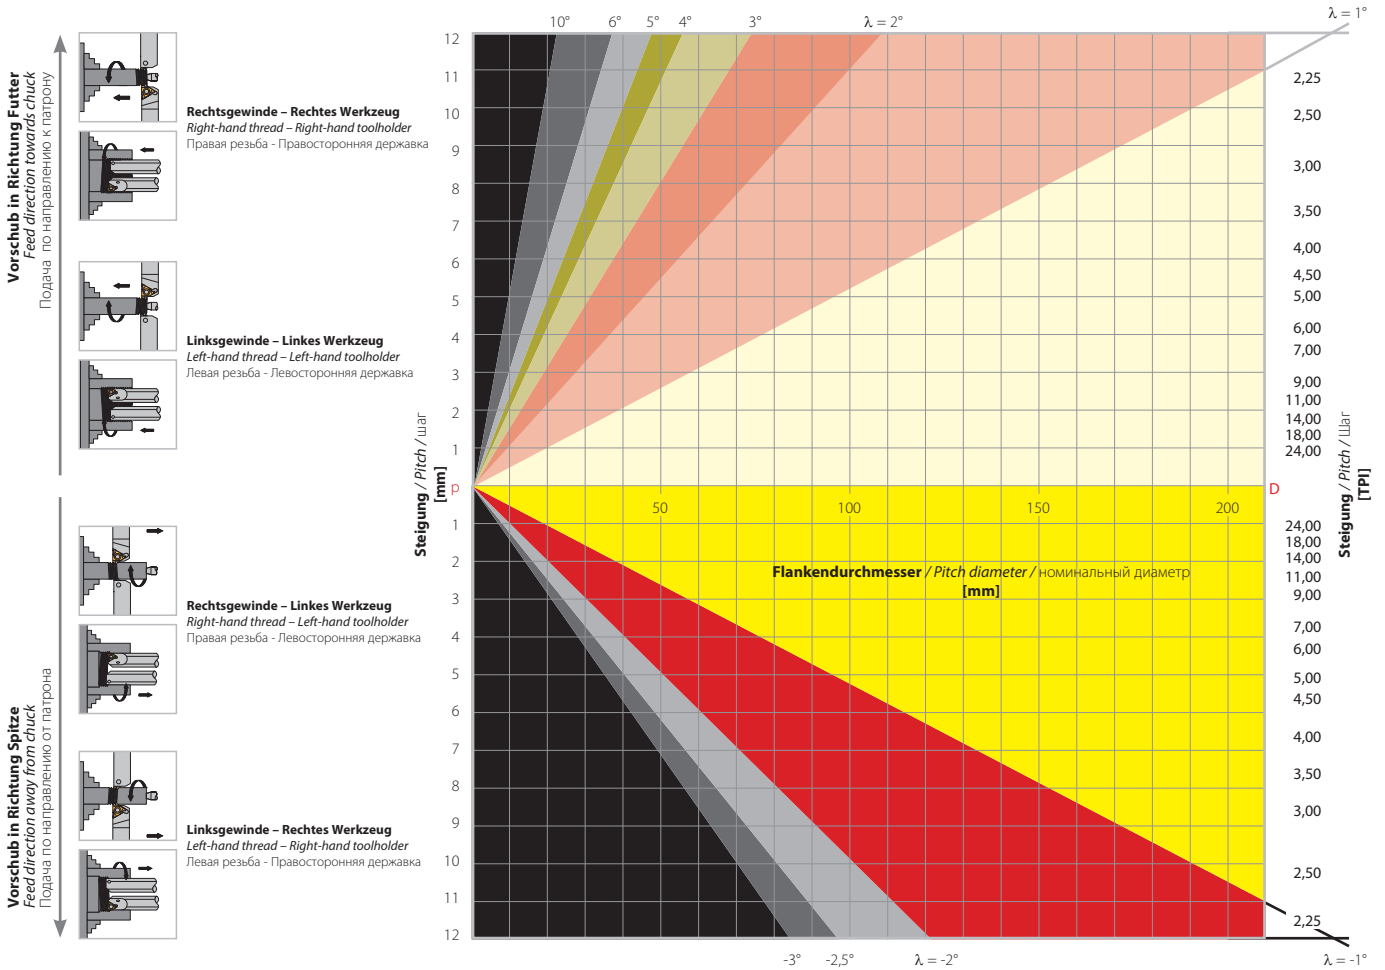 10° 6° 5° 4° 3° λ = 2° λ = 1°
Vorschub in Richtung Futter
Feed direction towards chuck
Подача по направлению к патрону
Rechtsgewinde – Rechtes Werkzeug
Right-hand thread – Right-hand toolholder
Правая резьба - Правосторонняя державка
Linksgewinde – Linkes Werkzeug
Left-hand thread – Left-hand toolholder
Левая резьба - Левосторонняя державка
Vorschub in Richtung Spitze
Feed direction away from chuck
Подача по направлению от патрона
Rechtsgewinde – Linkes Werkzeug
Right-hand thread – Left-hand toolholder
Правая резьба - Левосторонняя державка
Linksgewinde – Rechtes Werkzeug
Left-hand thread – Right-hand toolholder
Левая резьба - Правосторонняя державка
Steigung / Pitch / шаг
[mm]
12
11
10
9
8
7
6
5
4
3
2
1
p
1
2
3
4
5
6
7
8
9
10
11
12
50 100 150 200
D
Flankendurchmesser / Pitch diameter / номинальный диаметр
[mm]
2,25
2,50
3,00
3,50
4,00
4,50
5,00
6,00
7,00
9,00
11,00
14,00
18,00
24,00
24,00
18,00
14,00
11,00
9,00
7,00
6,00
5,00
4,50
4,00
3,50
3,00
2,50
2,25
Steigung / Pitch / Шаг
[TPI]
-3° -2,5° λ = -2° λ = -1°